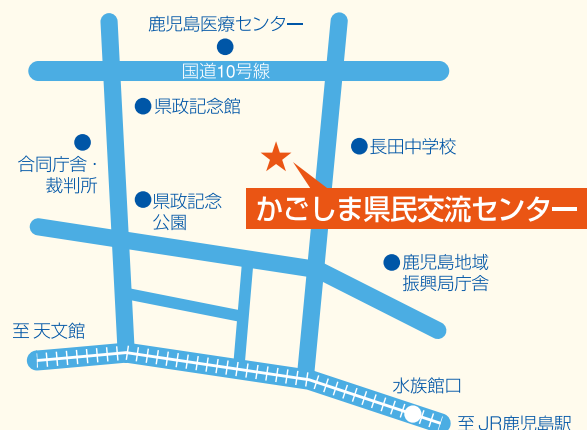 鹿児島医療センター
国道10号線
県政記念館
長田中学校
合同庁舎・
裁判所
県政記念
公園
かごしま県民交流センター
鹿児島地域
振興局庁舎
至 天文館
水族館口
至 JR鹿児島駅